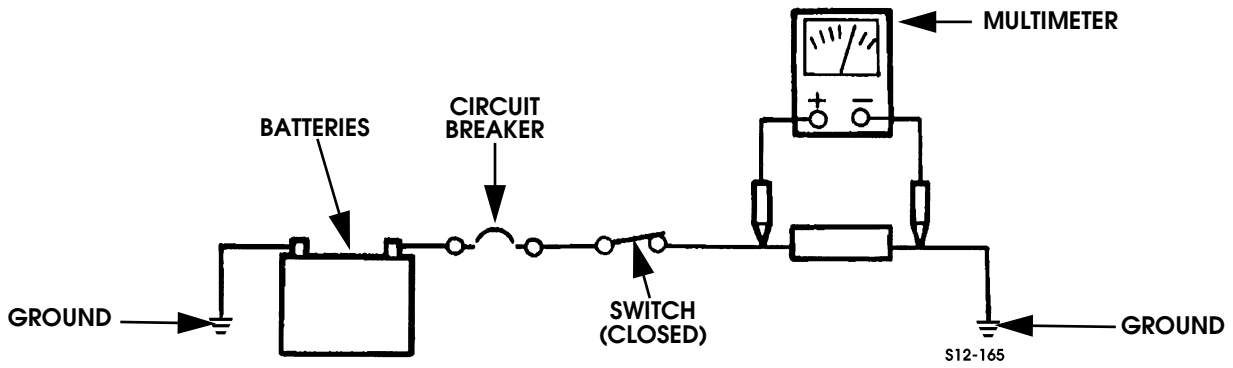 MULTIMETER
CIRCUIT
BREAKER
BATTERIES
+ −
SWITCH
(CLOSED)
GROUND
GROUND
S12-165